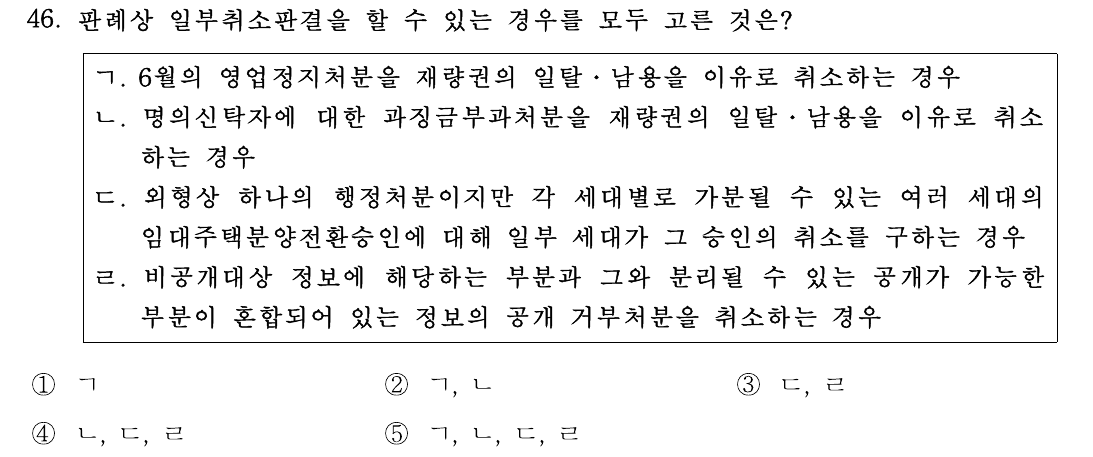 46. 판례상 일부취소판결을 할 수 있는 경우를 모두 고른 것은?
ㄱ. 6월의 영업정지처분을 재량권의 일탈·남용을 이유로 취소하는 경우
ㄴ. 명의신탁자에 대한 과징금부과처분을 재량권의 일탈·남용을 이유로 취소
하는 경우
ㄷ. 외형상 하나의 행정처분이지만 각 세대별로 가분될 수 있는 여러 세대의
임대주택분양전환승인에 대해 일부 세대가 그 승인의 취소를 구하는 경우
ㄹ. 비공개대상 정보에 해당하는 부분과 그와 분리될 수 있는 공개가 가능한
부분이 혼합되어 있는 정보의 공개 거부처분을 취소하는 경우
① ㄱ ② ㄱ, ㄴ ③ ㄷ, ㄹ
④ ㄴ, ㄷ, ㄹ ⑤ ㄱ, ㄴ, ㄷ, ㄹ